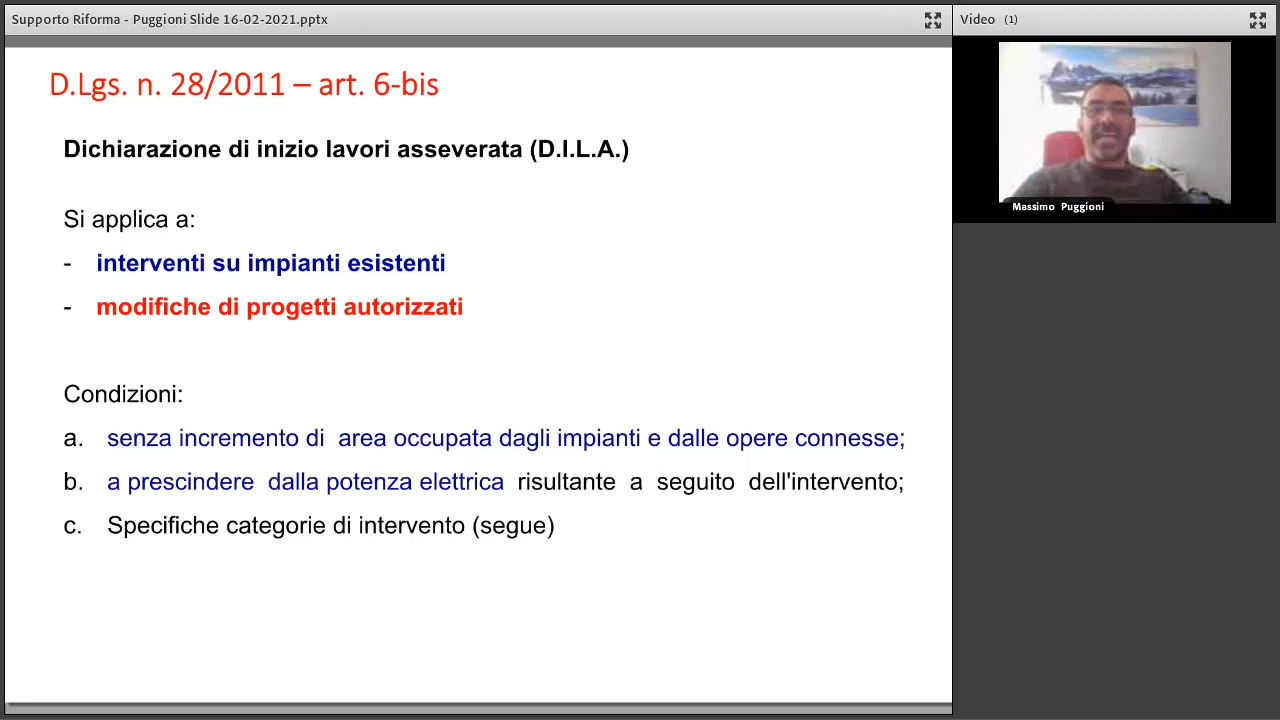 Supporto Riforma - Puggioni Slide 16-02-2021.pptx
Video (1)
D.Lgs. n. 28/2011 – art. 6-bis
Dichiarazione di inizio lavori asseverata (D.I.L.A.)
Si applica a:
- interventi su impianti esistenti
- modifiche di progetti autorizzati
Condizioni:
a. senza incremento di area occupata dagli impianti e dalle opere connesse;
b. a prescindere dalla potenza elettrica risultante a seguito dell'intervento;
c. Specifiche categorie di intervento (segue)
Massimo Puggioni